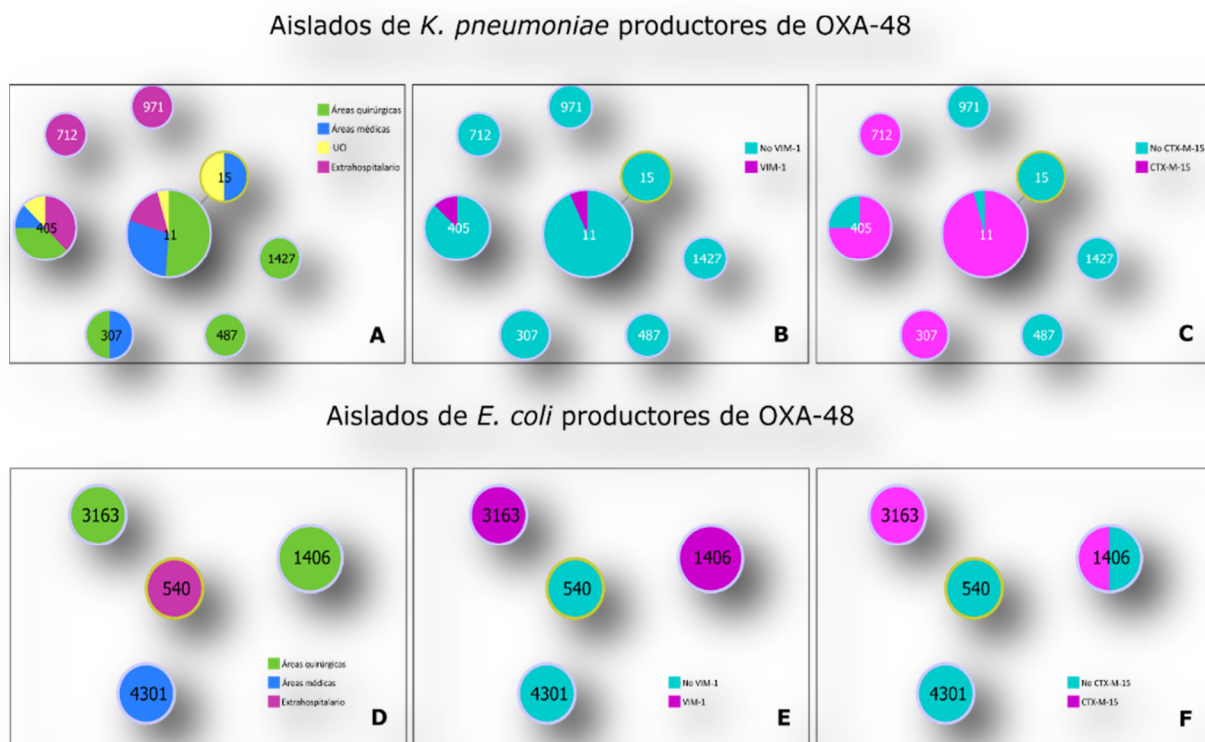 Aislados de K. pneumoniae productores de OXA-48
971
712
15
405
11
1427
307
487
Áreas quirúrgicas
Áreas médicas
UCI
Extrahospitalario
A
971
712
15
405
11
1427
307
487
No VIM-1
VIM-1
B
971
712
15
405
11
1427
307
487
No CTX-M-15
CTX-M-15
C
Aislados de E. coli productores de OXA-48
3163
1406
540
4301
Áreas quirúrgicas
Áreas médicas
Extrahospitalario
D
3163
1406
540
4301
No VIM-1
VIM-1
E
3163
1406
540
4301
No CTX-M-15
CTX-M-15
F